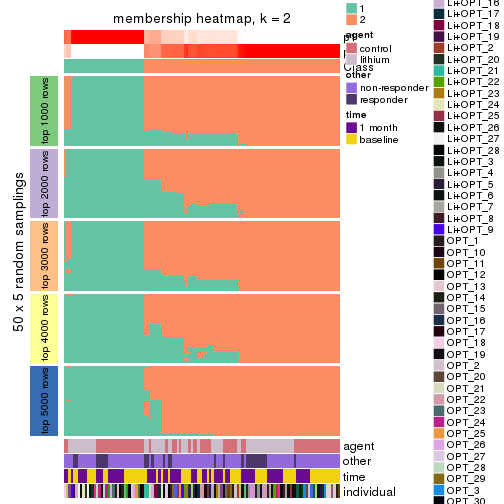 membership heatmap, k = 2
Class
50 x 5 random samplings
top 1000 rows
top 2000 rows
top 3000 rows
top 4000 rows
top 5000 rows
agent
other
time
individual
1
2
agent
control
lithium
other
non-responder
responder
time
1 month
baseline
Li+OPT_16
Li+OPT_17
Li+OPT_18
Li+OPT_19
Li+OPT_2
Li+OPT_20
Li+OPT_21
Li+OPT_22
Li+OPT_23
Li+OPT_24
Li+OPT_25
Li+OPT_26
Li+OPT_27
Li+OPT_28
Li+OPT_3
Li+OPT_4
Li+OPT_5
Li+OPT_6
Li+OPT_7
Li+OPT_8
Li+OPT_9
OPT_1
OPT_10
OPT_11
OPT_12
OPT_13
OPT_14
OPT_15
OPT_16
OPT_17
OPT_18
OPT_19
OPT_2
OPT_20
OPT_21
OPT_22
OPT_23
OPT_24
OPT_25
OPT_26
OPT_27
OPT_28
OPT_29
OPT_3